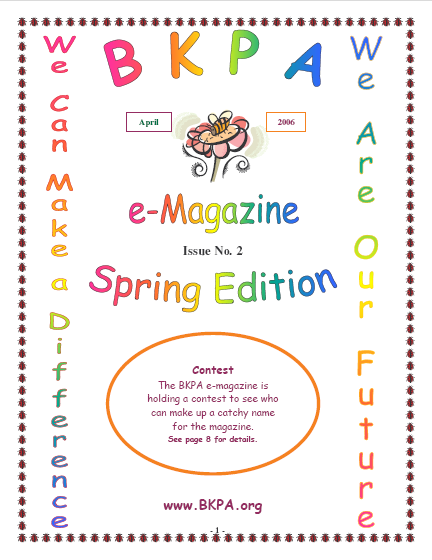 BKPA
We Can Make a Difference
We Are Our Future
April
2006
e-Magazine
Issue No. 2
Spring Edition
Contest
The BKPA e-magazine is
holding a contest to see who
can make up a catchy name
for the magazine.
See page 8 for details.
www.BKPA.org
- 1 -